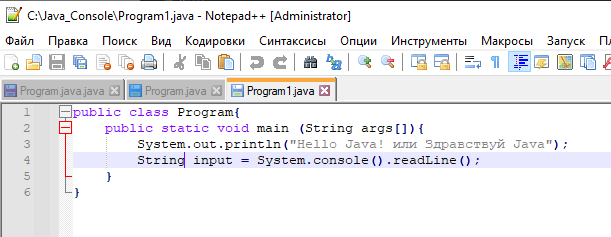 C:\Java_Console\Program1.java - Notepad++ [Administrator]
Файл Правка Поиск Вид Кодировки Синтаксисы Опции Инструменты Макросы Запуск
Program.java.java Program.java Program1.java
1 public class Program{
2 public static void main (String args[]){
3 System.out.println("Hello Java! или Здравствуй Java");
4 String input = System.console().readLine();
5 }
6 }